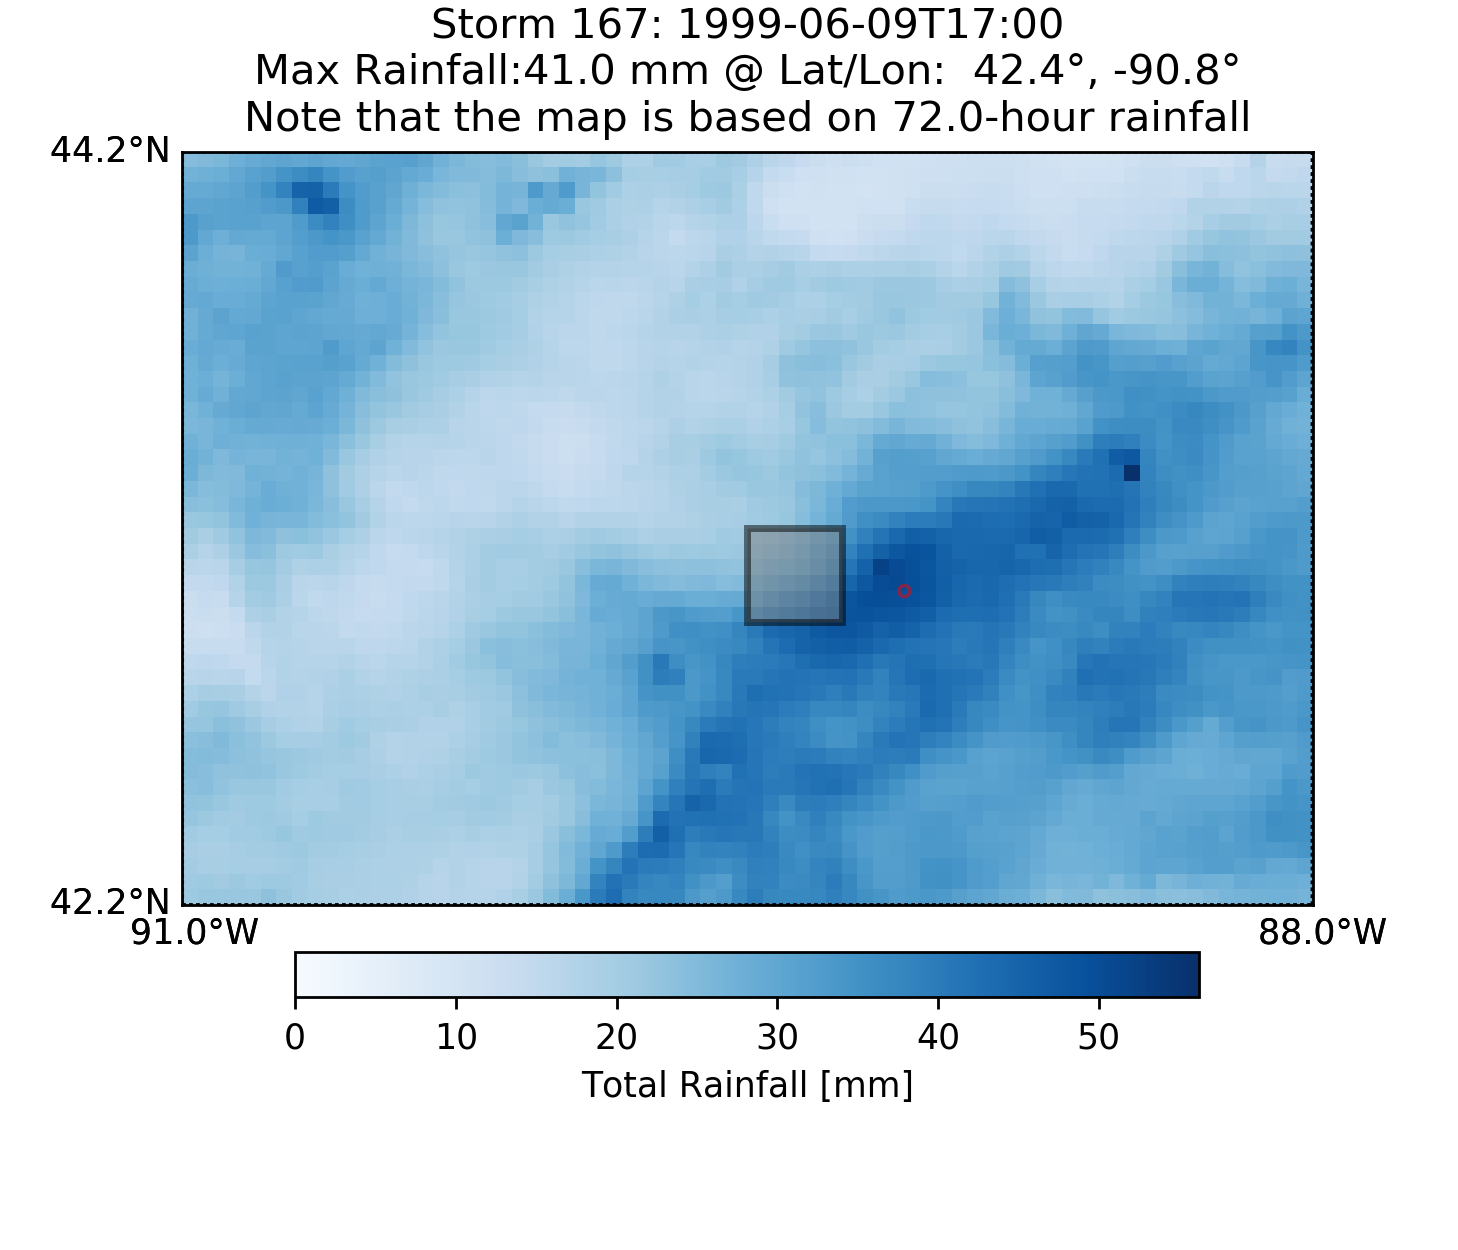 Storm 167: 1999-06-09T17:00
Max Rainfall:41.0 mm @ Lat/Lon:  42.4°, -90.8°
Note that the map is based on 72.0-hour rainfall
44.2°N
42.2°N
91.0°W 88.0°W
0 10 20 30 40 50
Total Rainfall [mm]